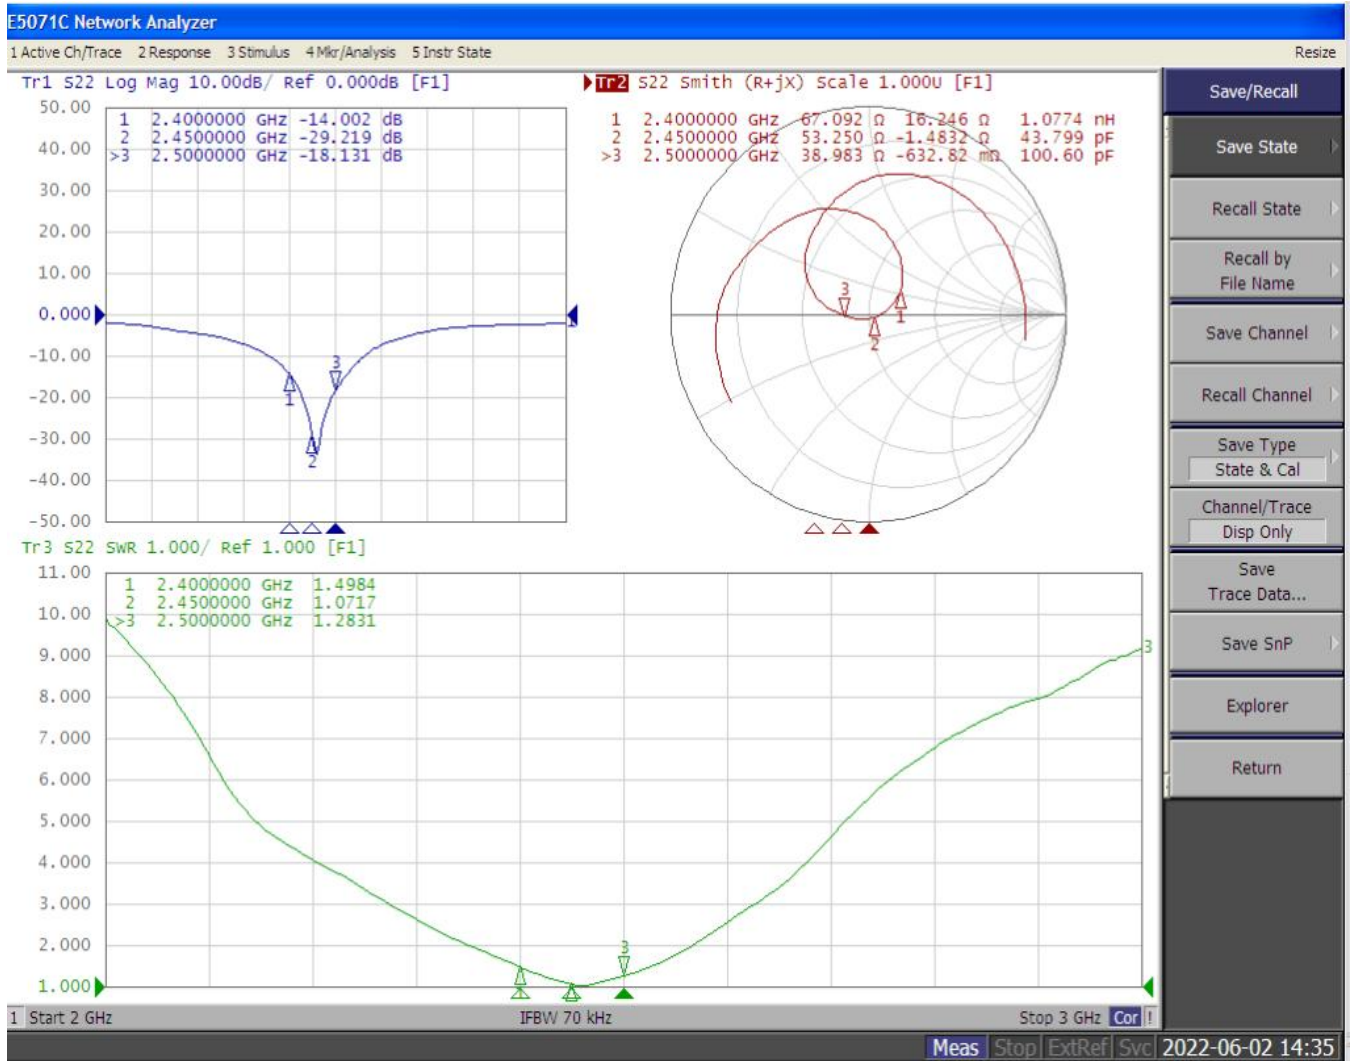 E5071C Network Analyzer
1 Active Ch/Trace 2 Response 3 Stimulus 4 Mkr/Analysis 5 Instr State Resize
Tr1 S22 Log Mag 10.00dB/ Ref 0.000dB [F1]
50.00
40.00
30.00
20.00
10.00
0.000
-10.00
-20.00
-30.00
-40.00
-50.00
1 2.4000000 GHz -14.002 dB
2 2.4500000 GHz -29.219 dB
>3 2.5000000 GHz -18.131 dB
1
2
3
1
Tr2 S22 Smith (R+jX) Scale 1.000U [F1]
1 2.4000000 GHz 67.092 Ω 16.246 Ω 1.0774 nH
2 2.4500000 GHz 53.250 Ω -1.4832 Ω 43.799 pF
>3 2.5000000 GHz 38.983 Ω -632.82 mΩ 100.60 pF
3
1
2
Tr3 S22 SWR 1.000/ Ref 1.000 [F1]
11.00
10.00
9.000
8.000
7.000
6.000
5.000
4.000
3.000
2.000
1.000
1 2.4000000 GHz 1.4984
2 2.4500000 GHz 1.0717
>3 2.5000000 GHz 1.2831
3
3
1 Start 2 GHz IFBW 70 kHz Stop 3 GHz Cor !
Meas Stop ExtRef Svc 2022-06-02 14:35
Save/Recall
Save State
Recall State
Recall by
File Name
Save Channel
Recall Channel
Save Type
State & Cal
Channel/Trace
Disp Only
Save
Trace Data...
Save SnP
Explorer
Return